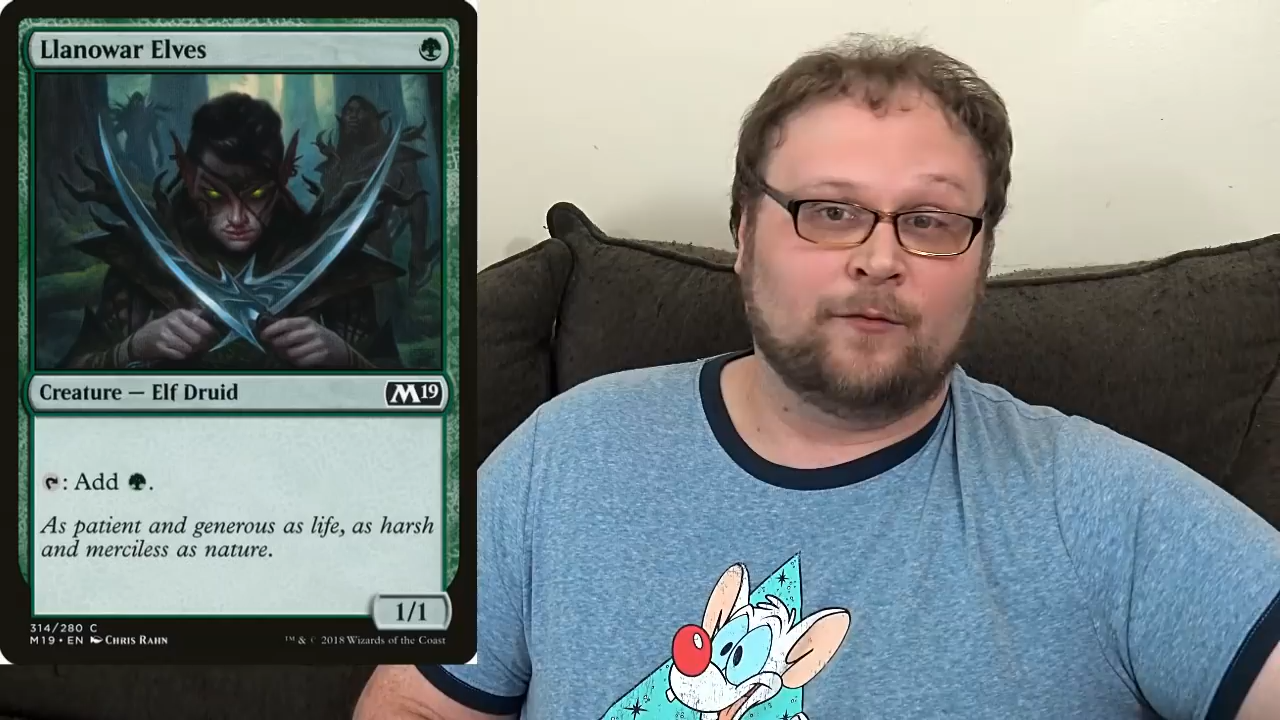 Llanowar Elves
Creature — Elf Druid
M19
: Add .
As patient and generous as life, as harsh
and merciless as nature.
1/1
314/280 C
M19 • EN Chris Rahn
™ & © 2018 Wizards of the Coast